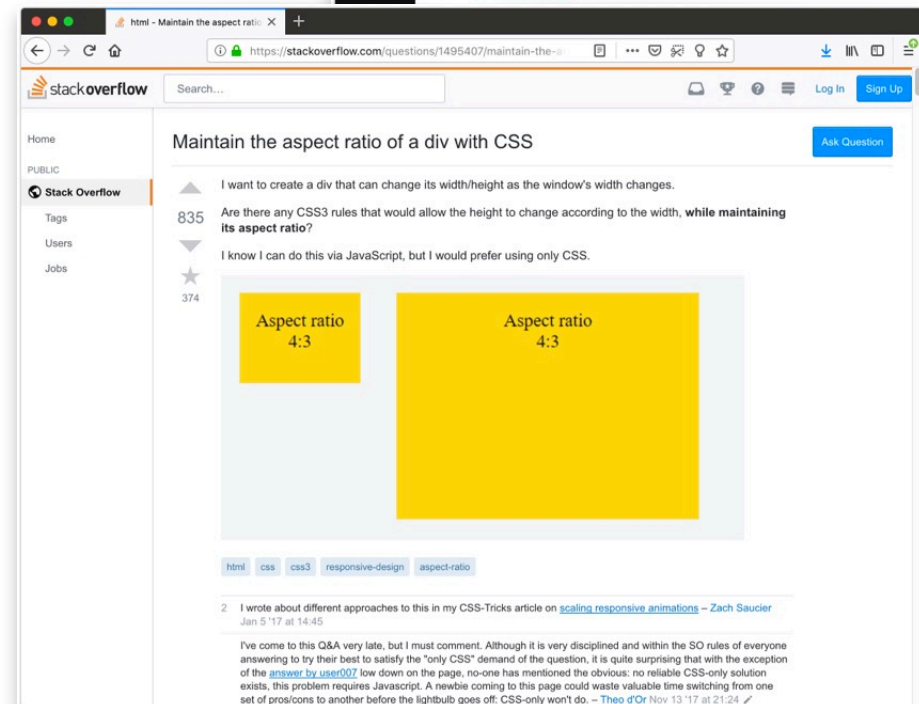 html - Maintain the aspect ratio
https://stackoverflow.com/questions/1495407/maintain-the-a
stackoverflow
Search...
Log In
Sign Up
Home
PUBLIC
Stack Overflow
Tags
Users
Jobs
Maintain the aspect ratio of a div with CSS
Ask Question
835
374
I want to create a div that can change its width/height as the window's width changes.
Are there any CSS3 rules that would allow the height to change according to the width, while maintaining
its aspect ratio?
I know I can do this via JavaScript, but I would prefer using only CSS.
Aspect ratio
4:3
Aspect ratio
4:3
html css css3 responsive-design aspect-ratio
2 I wrote about different approaches to this in my CSS-Tricks article on scaling responsive animations – Zach Saucier
Jan 5 '17 at 14:45
I've come to this Q&A very late, but I must comment. Although it is very disciplined and within the SO rules of everyone
answering to try their best to satisfy the "only CSS" demand of the question, it is quite surprising that with the exception
of the answer by user007 low down on the page, no-one has mentioned the obvious: no reliable CSS-only solution
exists, this problem requires Javascript. A newbie coming to this page could waste valuable time switching from one
set of pros/cons to another before the lightbulb goes off: CSS-only won't do. – Theo d'Or Nov 13 '17 at 21:24